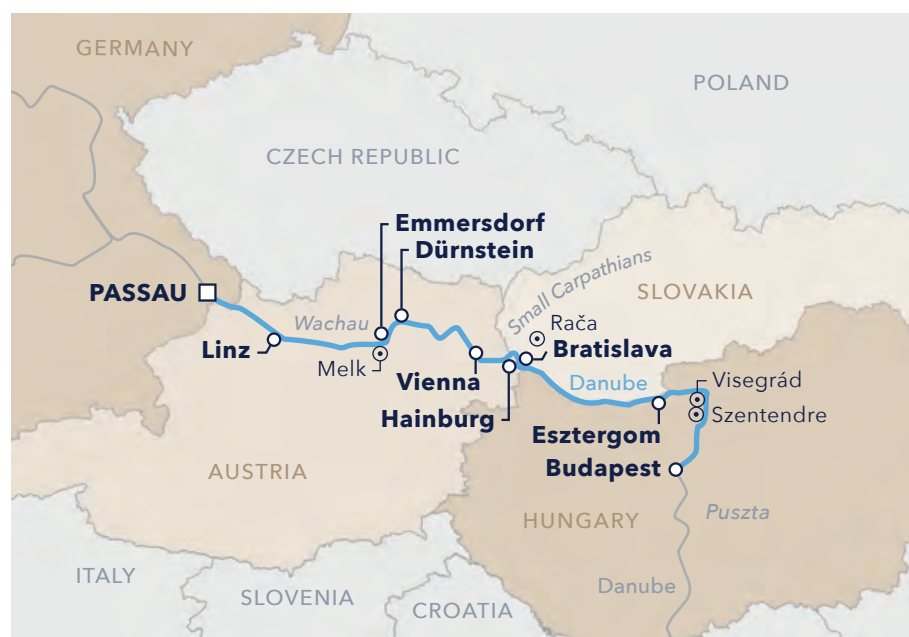 GERMANY
POLAND
CZECH REPUBLIC
Emmersdorf
Dürnstein
Small Carpathians
PASSAU
SLOVAKIA
Wachau
Rača
Linz
Melk
Bratislava
Vienna
Danube
Visegrád
Hainburg
Szentendre
Esztergom
AUSTRIA
Budapest
HUNGARY
Puszta
ITALY
Danube
SLOVENIA
CROATIA